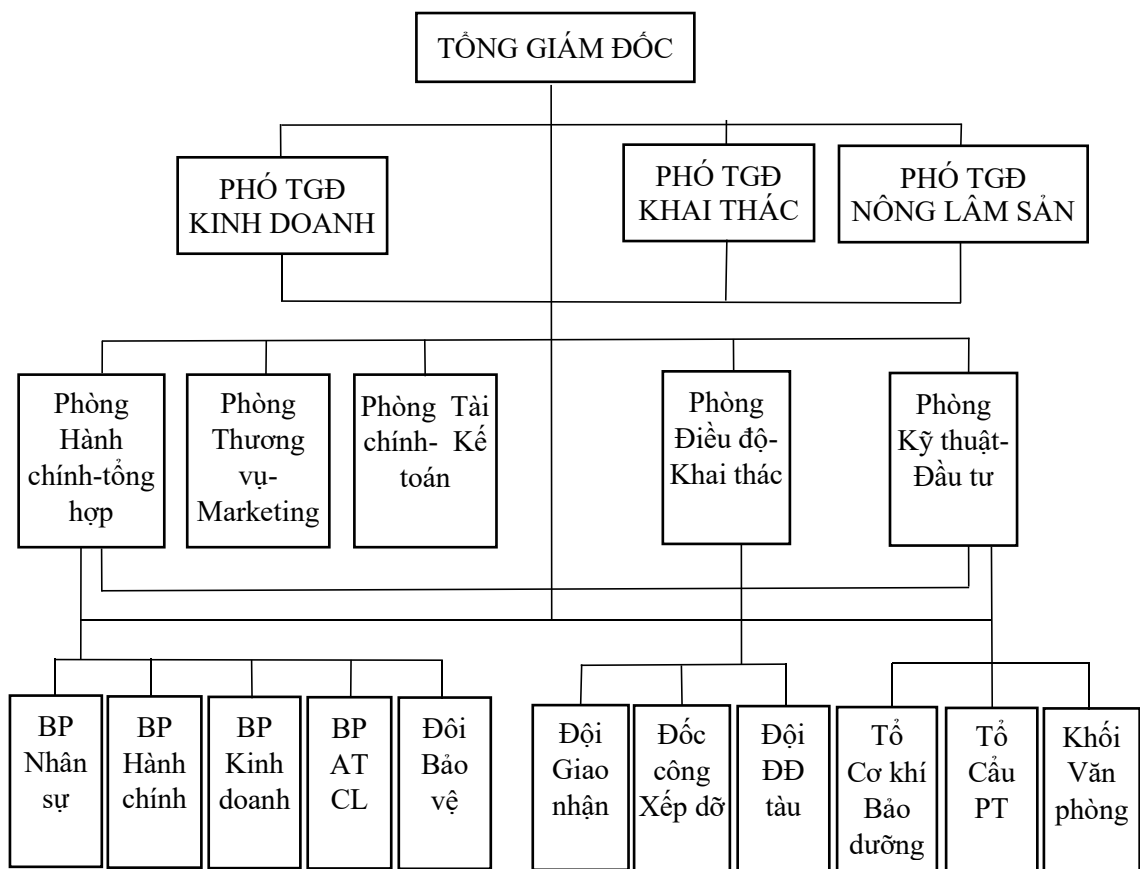 TỔNG GIÁM ĐỐC
PHÓ TGĐ
KINH DOANH
PHÓ TGĐ
KHAI THÁC
PHÓ TGĐ
NÔNG LÂM SẢN
Phòng
Hành
chính-tổng
hợp
Phòng
Thương
vụ-
Marketing
Phòng Tài
chính- Kế
toán
Phòng
Điều độ-
Khai thác
Phòng
Kỹ thuật-
Đầu tư
BP
Nhân
sự
BP
Hành
chính
BP
Kinh
doanh
BP
AT
CL
Đôi
Bảo
vệ
Đội
Giao
nhận
Đốc
công
Xếp dỡ
Đội
ĐĐ
tàu
Tổ
Cơ khí
Bảo
dưỡng
Tổ
Cẩu
PT
Khối
Văn
phòng